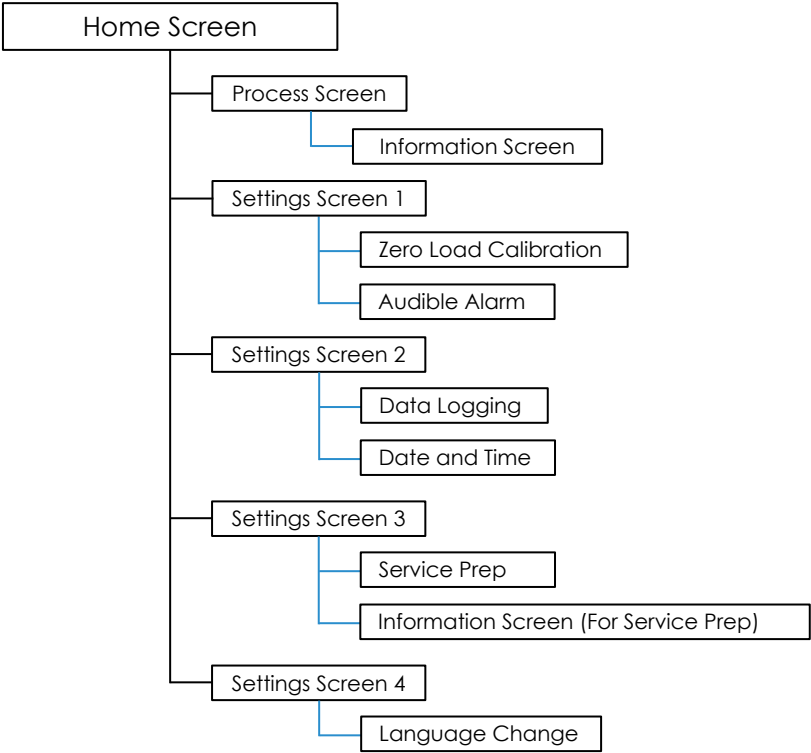 Home Screen
Process Screen
Information Screen
Settings Screen 1
Zero Load Calibration
Audible Alarm
Settings Screen 2
Data Logging
Date and Time
Settings Screen 3
Service Prep
Information Screen (For Service Prep)
Settings Screen 4
Language Change